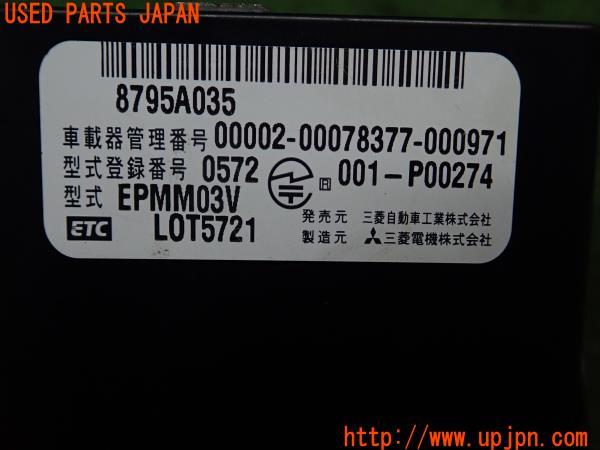 USED PARTS JAPAN
8795A035
車載器管理番号 00002-00078377-000971
型式登録番号 0572 R 001-P00274
型式 EPMM03V
ETC LOT5721
発売元 三菱自動車工業株式会社
製造元 三菱電機株式会社
http://www.upjpn.com